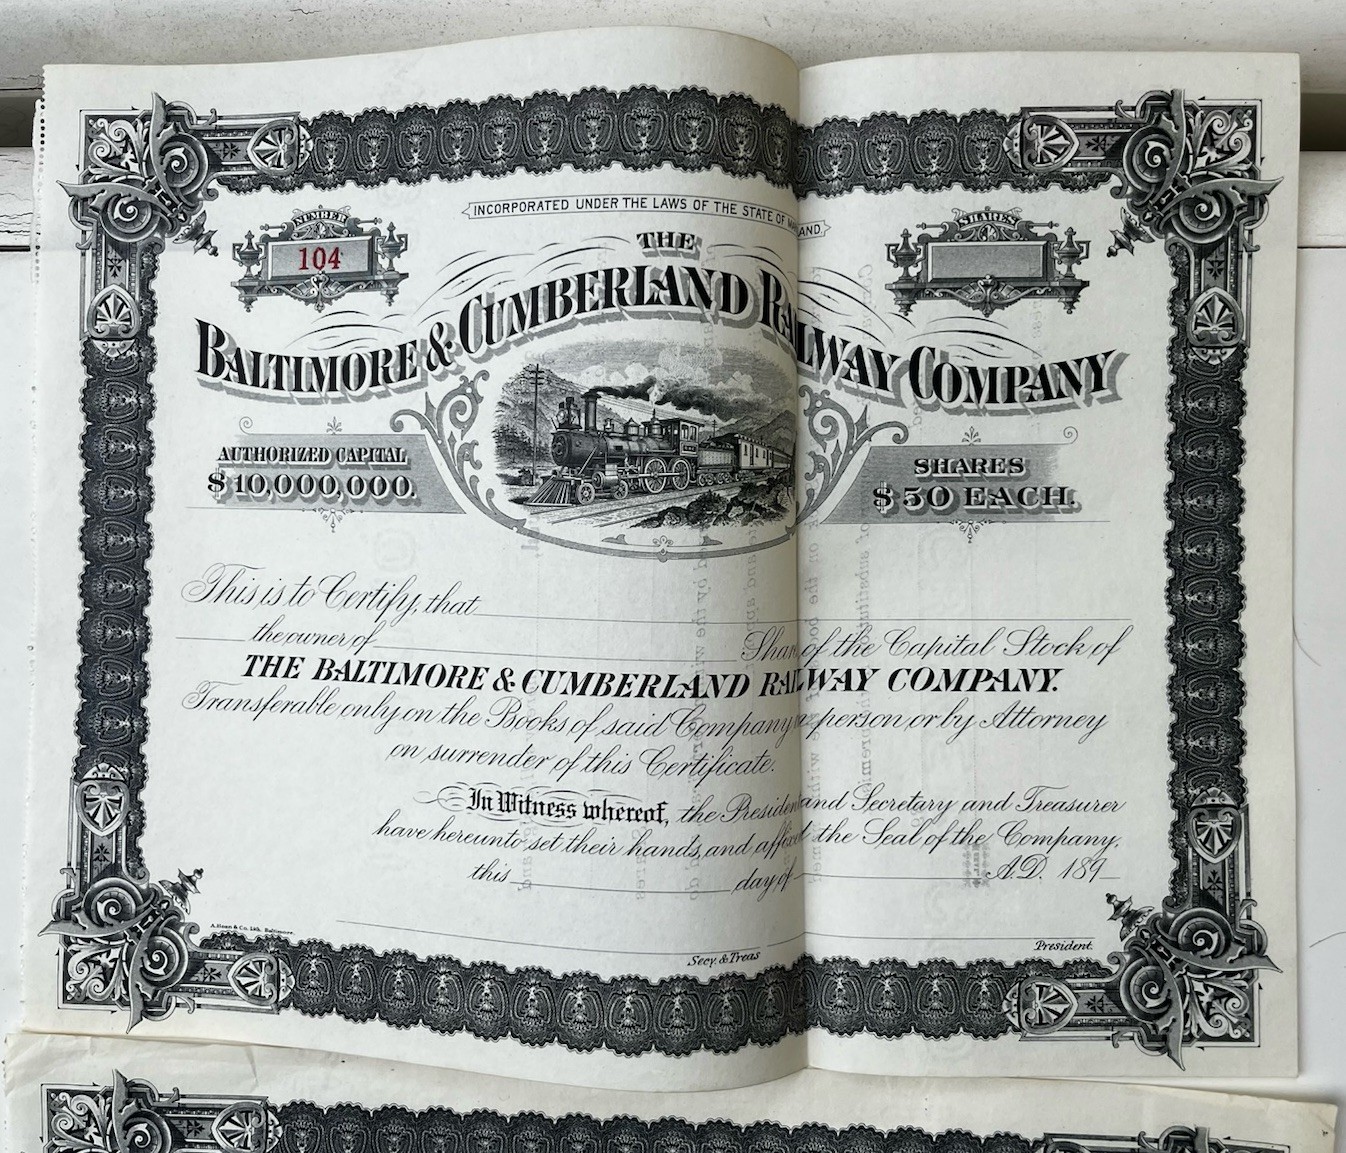 INCORPORATED UNDER THE LAWS OF THE STATE OF MARYLAND.
NUMBER
104
SHARES
THE
BALTIMORE & CUMBERLAND RAILWAY COMPANY
AUTHORIZED CAPITAL
$10,000,000.
SHARES
$50 EACH.
This is to Certify, that
the owner of Shares of the Capital Stock of
THE BALTIMORE & CUMBERLAND RAILWAY COMPANY.
Transferable only on the Books of said Company in person or by Attorney
on surrender of this Certificate.
In Witness whereof, the President and Secretary and Treasurer
have hereunto set their hands, and affixed the Seal of the Company,
this day of A.D. 189
A. Hoen & Co. Lith. Baltimore.
Secy. & Treas
President.